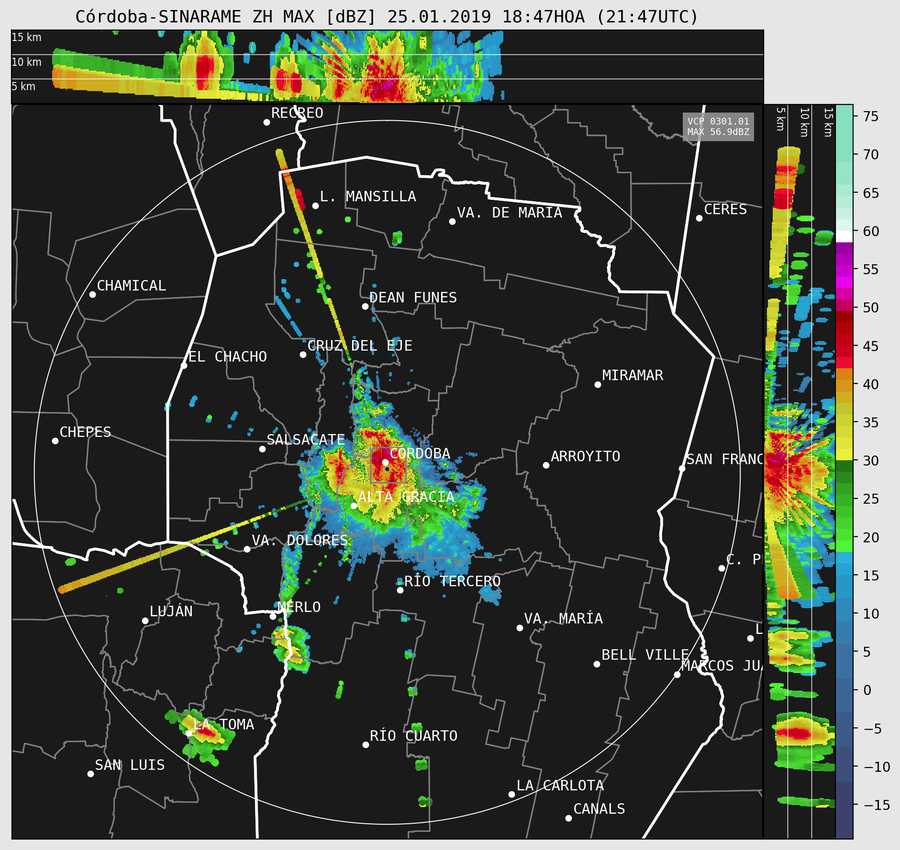 Córdoba-SINARAME ZH MAX [dBZ] 25.01.2019 18:47HOA (21:47UTC)
15 km
10 km
5 km
5 km
10 km
15 km
VCP 0301.01
MAX 56.9dBZ
RECREO
L. MANSILLA
VA. DE MARIA
CERES
CHAMICAL
DEAN FUNES
CRUZ DEL EJE
EL CHACHO
MIRAMAR
CHEPES
SALSACATE
CORDOBA
ARROYITO
SAN FRANC
ALTA GRACIA
VA. DOLORES
C. P
RÍO TERCERO
LUJÁN
MERLO
VA. MARÍA
L
BELL VILLE
MARCOS JUA
LA TOMA
RÍO CUARTO
SAN LUIS
LA CARLOTA
CANALS
75
70
65
60
55
50
45
40
35
30
25
20
15
10
5
0
−5
−10
−15